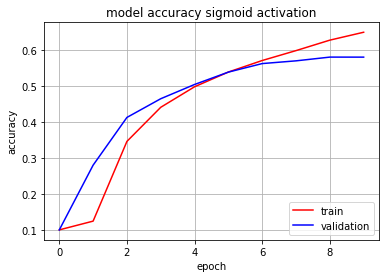 model accuracy sigmoid activation
accuracy
0.6
0.5
0.4
0.3
0.2
0.1
0 2 4 6 8
epoch
train
validation